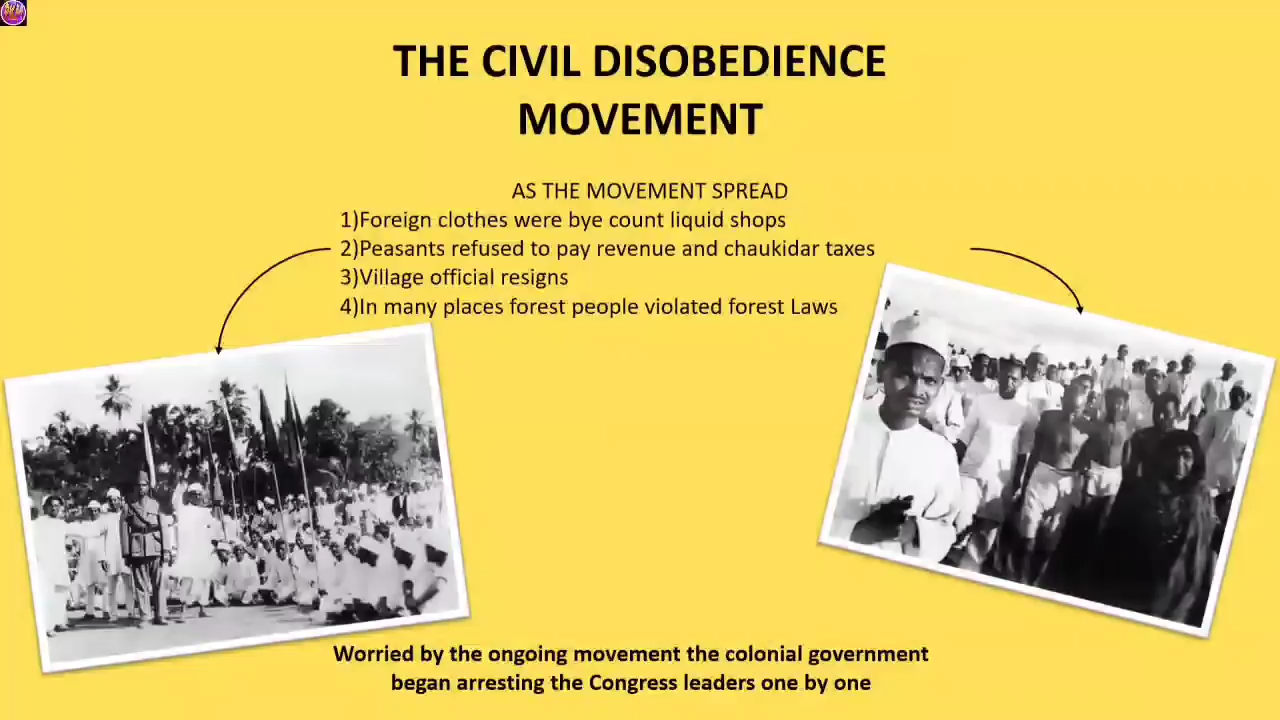 THE CIVIL DISOBEDIENCE
MOVEMENT
AS THE MOVEMENT SPREAD
1)Foreign clothes were bye count liquid shops
2)Peasants refused to pay revenue and chaukidar taxes
3)Village official resigns
4)In many places forest people violated forest Laws
Worried by the ongoing movement the colonial government
began arresting the Congress leaders one by one